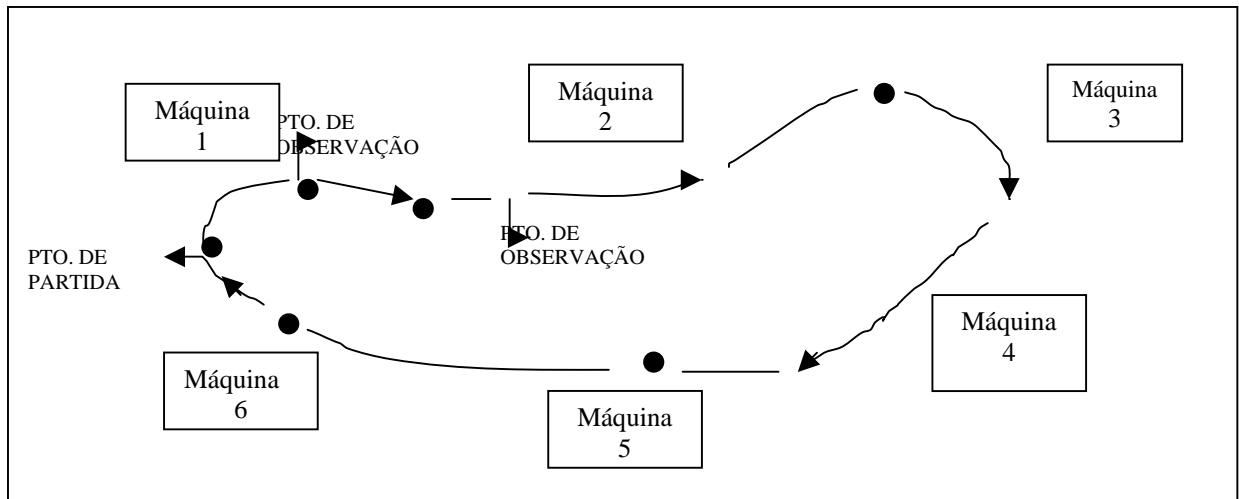 Máquina
1
PTO. DE
OBSERVAÇÃO
Máquina
2
Máquina
3
PTO. DE
OBSERVAÇÃO
PTO. DE
PARTIDA
Máquina
4
Máquina
6
Máquina
5